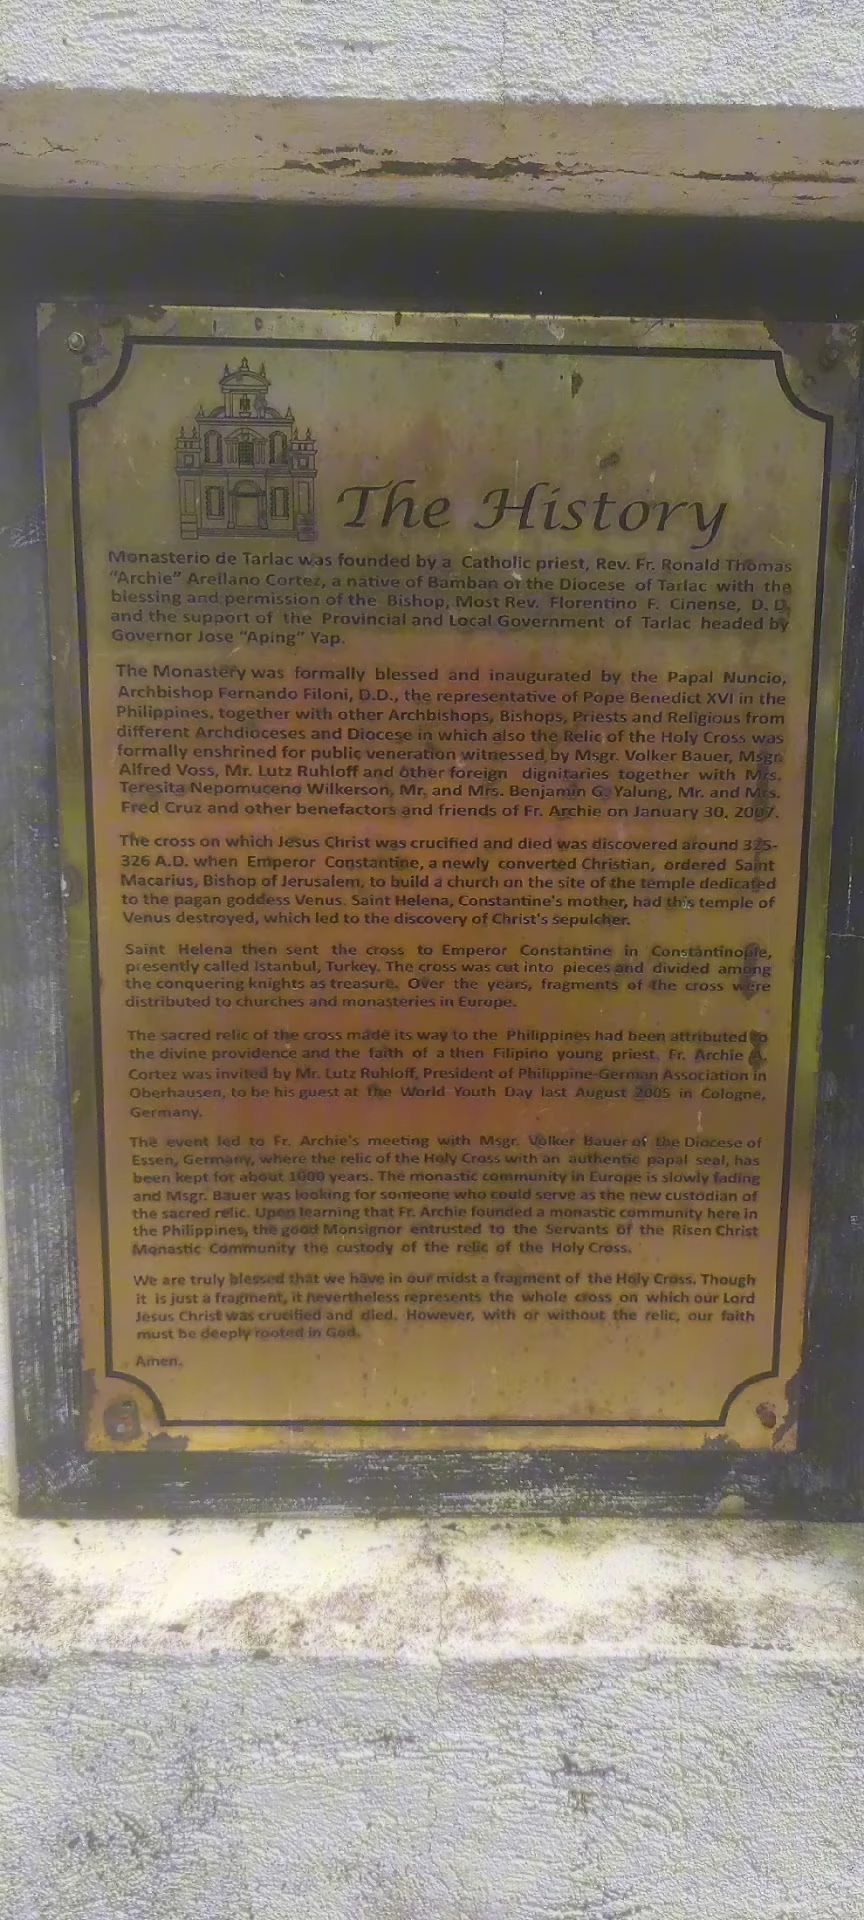 The History
Monasterio de Tarlac was founded by a Catholic priest, Rev. Fr. Ronald Thomas
"Archie" Arellano Cortez, a native of Bamban of the Diocese of Tarlac with the
blessing and permission of the Bishop, Most Rev. Florentino F. Cinense, D. D.
and the support of the Provincial and Local Government of Tarlac headed by
Governor Jose "Aping" Yap.
The Monastery was formally blessed and inaugurated by the Papal Nuncio,
Archbishop Fernando Filoni, D.D., the representative of Pope Benedict XVI in the
Philippines, together with other Archbishops, Bishops, Priests and Religious from
different Archdioceses and Diocese in which also the Relic of the Holy Cross was
formally enshrined for public veneration witnessed by Msgr. Volker Bauer, Msgr.
Alfred Voss, Mr. Lutz Ruhloff and other foreign dignitaries together with Mrs.
Teresita Nepomuceno Wilkerson, Mr. and Mrs. Benjamin G. Yalung, Mr. and Mrs.
Fred Cruz and other benefactors and friends of Fr. Archie on January 30, 2007.
The cross on which Jesus Christ was crucified and died was discovered around 325-
326 A.D. when Emperor Constantine, a newly converted Christian, ordered Saint
Macarius, Bishop of Jerusalem, to build a church on the site of the temple dedicated
to the pagan goddess Venus. Saint Helena, Constantine's mother, had this temple of
Venus destroyed, which led to the discovery of Christ's sepulcher.
Saint Helena then sent the cross to Emperor Constantine in Constantinople,
presently called Istanbul, Turkey. The cross was cut into pieces and divided among
the conquering knights as treasure. Over the years, fragments of the cross were
distributed to churches and monasteries in Europe.
The sacred relic of the cross made its way to the Philippines had been attributed to
the divine providence and the faith of a then Filipino young priest, Fr. Archie A.
Cortez was invited by Mr. Lutz Ruhloff, President of Philippine-German Association in
Oberhausen, to be his guest at the World Youth Day last August 2005 in Cologne,
Germany.
The event led to Fr. Archie's meeting with Msgr. Volker Bauer of the Diocese of
Essen, Germany, where the relic of the Holy Cross with an authentic papal seal, has
been kept for about 1000 years. The monastic community in Europe is slowly fading
and Msgr. Bauer was looking for someone who could serve as the new custodian of
the sacred relic. Upon learning that Fr. Archie founded a monastic community here in
the Philippines, the good Monsignor entrusted to the Servants of the Risen Christ
Monastic Community the custody of the relic of the Holy Cross.
We are truly blessed that we have in our midst a fragment of the Holy Cross. Though
it is just a fragment, it nevertheless represents the whole cross on which our Lord
Jesus Christ was crucified and died. However, with or without the relic, our faith
must be deeply rooted in God.
Amen.